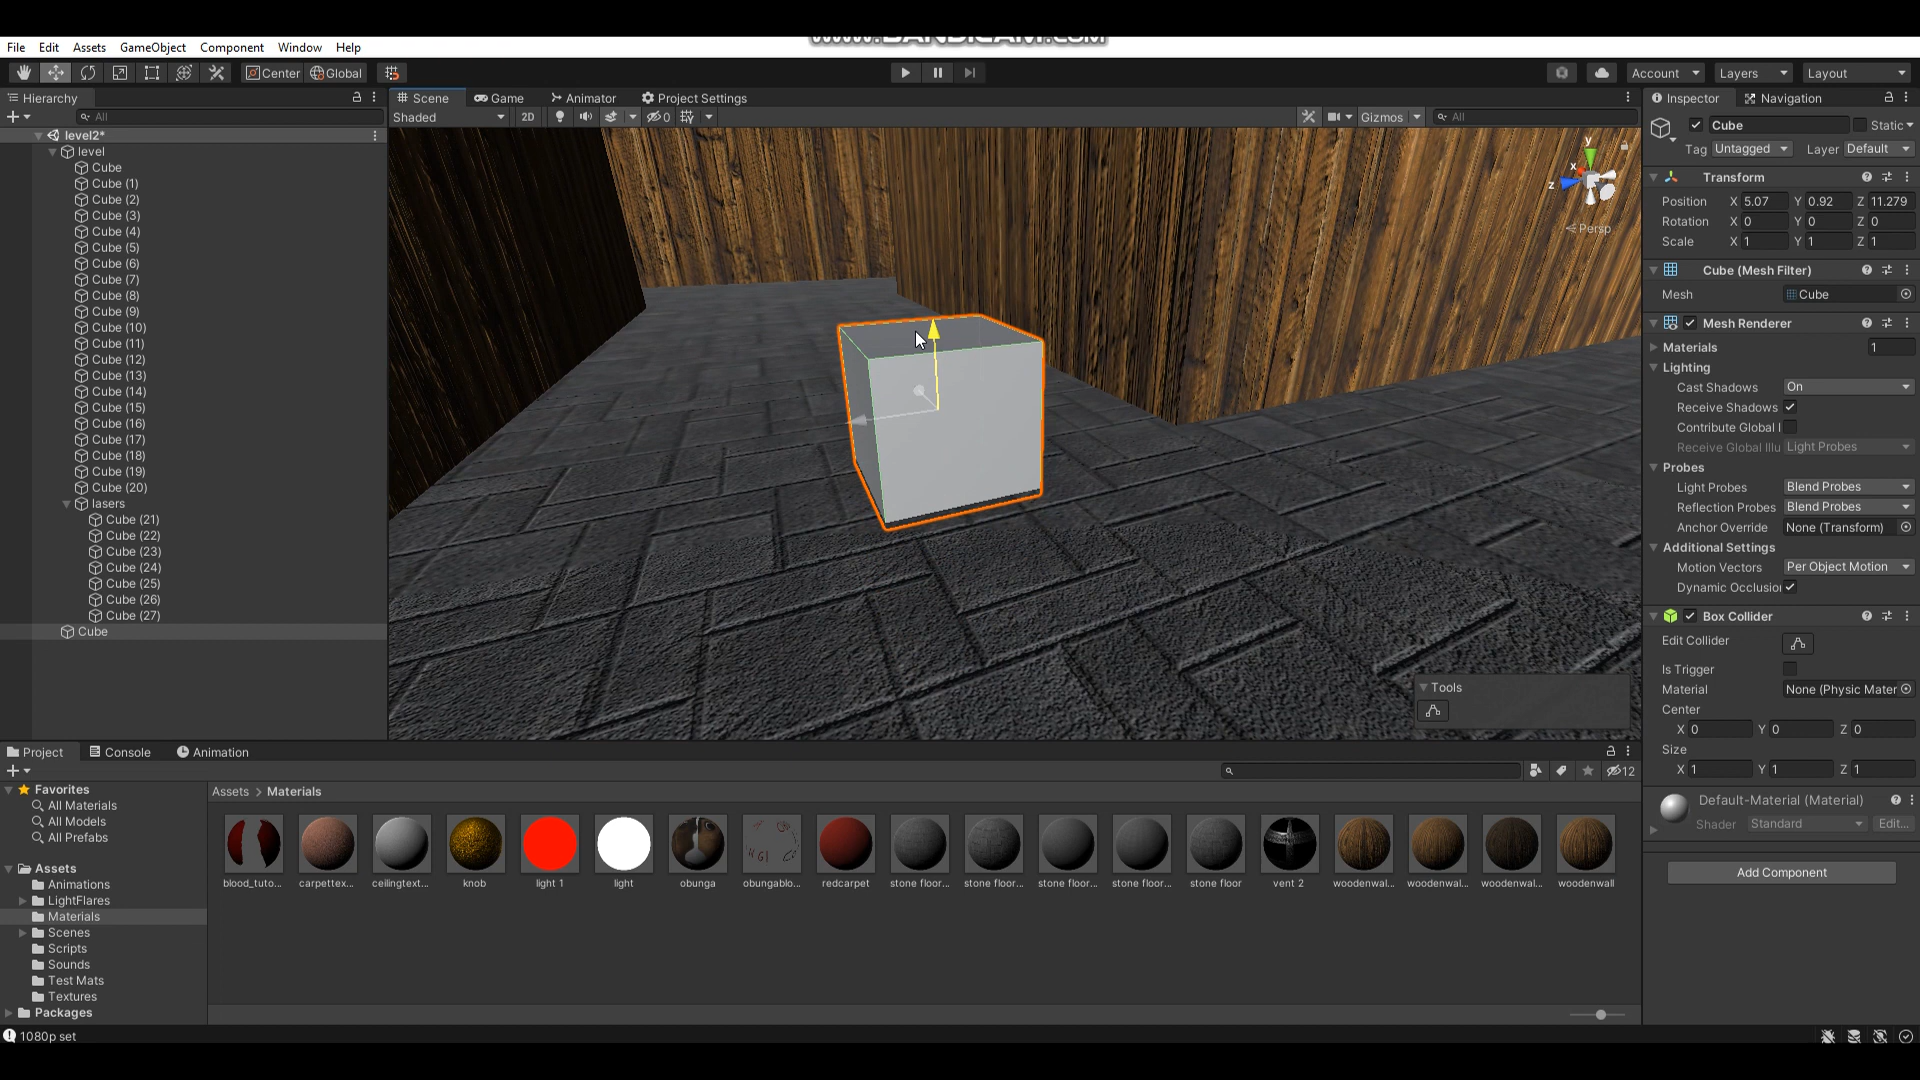 www.BANDICAM.com
File Edit Assets GameObject Component Window Help
Center Global Account Layers Layout
Hierarchy
All
level2*
level
Cube
Cube (1)
Cube (2)
Cube (3)
Cube (4)
Cube (5)
Cube (6)
Cube (7)
Cube (8)
Cube (9)
Cube (10)
Cube (11)
Cube (12)
Cube (13)
Cube (14)
Cube (15)
Cube (16)
Cube (17)
Cube (18)
Cube (19)
Cube (20)
lasers
Cube (21)
Cube (22)
Cube (23)
Cube (24)
Cube (25)
Cube (26)
Cube (27)
Cube
Scene Game Animator Project Settings
Shaded 2D 0 Gizmos All
y
x
z
Persp
Tools
Inspector Navigation
Cube Static
Tag Untagged Layer Default
Transform
Position X 5.07 Y 0.92 Z 11.279
Rotation X 0 Y 0 Z 0
Scale X 1 Y 1 Z 1
Cube (Mesh Filter)
Mesh Cube
Mesh Renderer
Materials 1
Lighting
Cast Shadows On
Receive Shadows
Contribute Global I
Receive Global Illu Light Probes
Probes
Light Probes Blend Probes
Reflection Probes Blend Probes
Anchor Override None (Transform)
Additional Settings
Motion Vectors Per Object Motion
Dynamic Occlusion
Box Collider
Edit Collider
Is Trigger
Material None (Physic Mater
Center
X 0 Y 0 Z 0
Size
X 1 Y 1 Z 1
Default-Material (Material)
Shader Standard Edit...
Add Component
Project Console Animation
12
Favorites
All Materials
All Models
All Prefabs
Assets
Animations
LightFlares
Materials
Scenes
Scripts
Sounds
Test Mats
Textures
Packages
Assets > Materials
blood_tuto... carpettex... ceilingtext... knob light 1 light obunga obungablo... redcarpet stone floor... stone floor... stone floor... stone floor... stone floor vent 2 woodenwal... woodenwal... woodenwal... woodenwall
1080p set